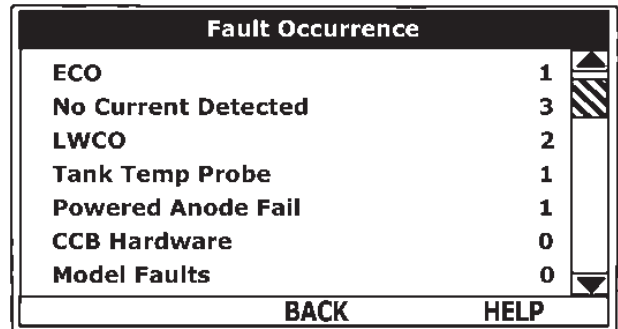 Fault Occurrence
ECO 1
No Current Detected 3
LWCO 2
Tank Temp Probe 1
Powered Anode Fail 1
CCB Hardware 0
Model Faults 0
BACK HELP